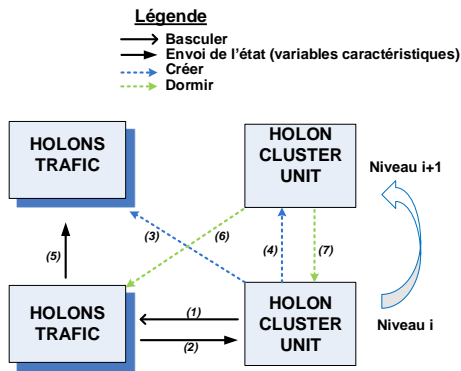 Légende
Basculer
Envoi de l'état (variables caractéristiques)
Créer
Dormir
HOLONS
TRAFIC
HOLON
CLUSTER
UNIT
Niveau i+1
(3)
(6)
(4)
(7)
(5)
HOLONS
TRAFIC
(1)
(2)
HOLON
CLUSTER
UNIT
Niveau i